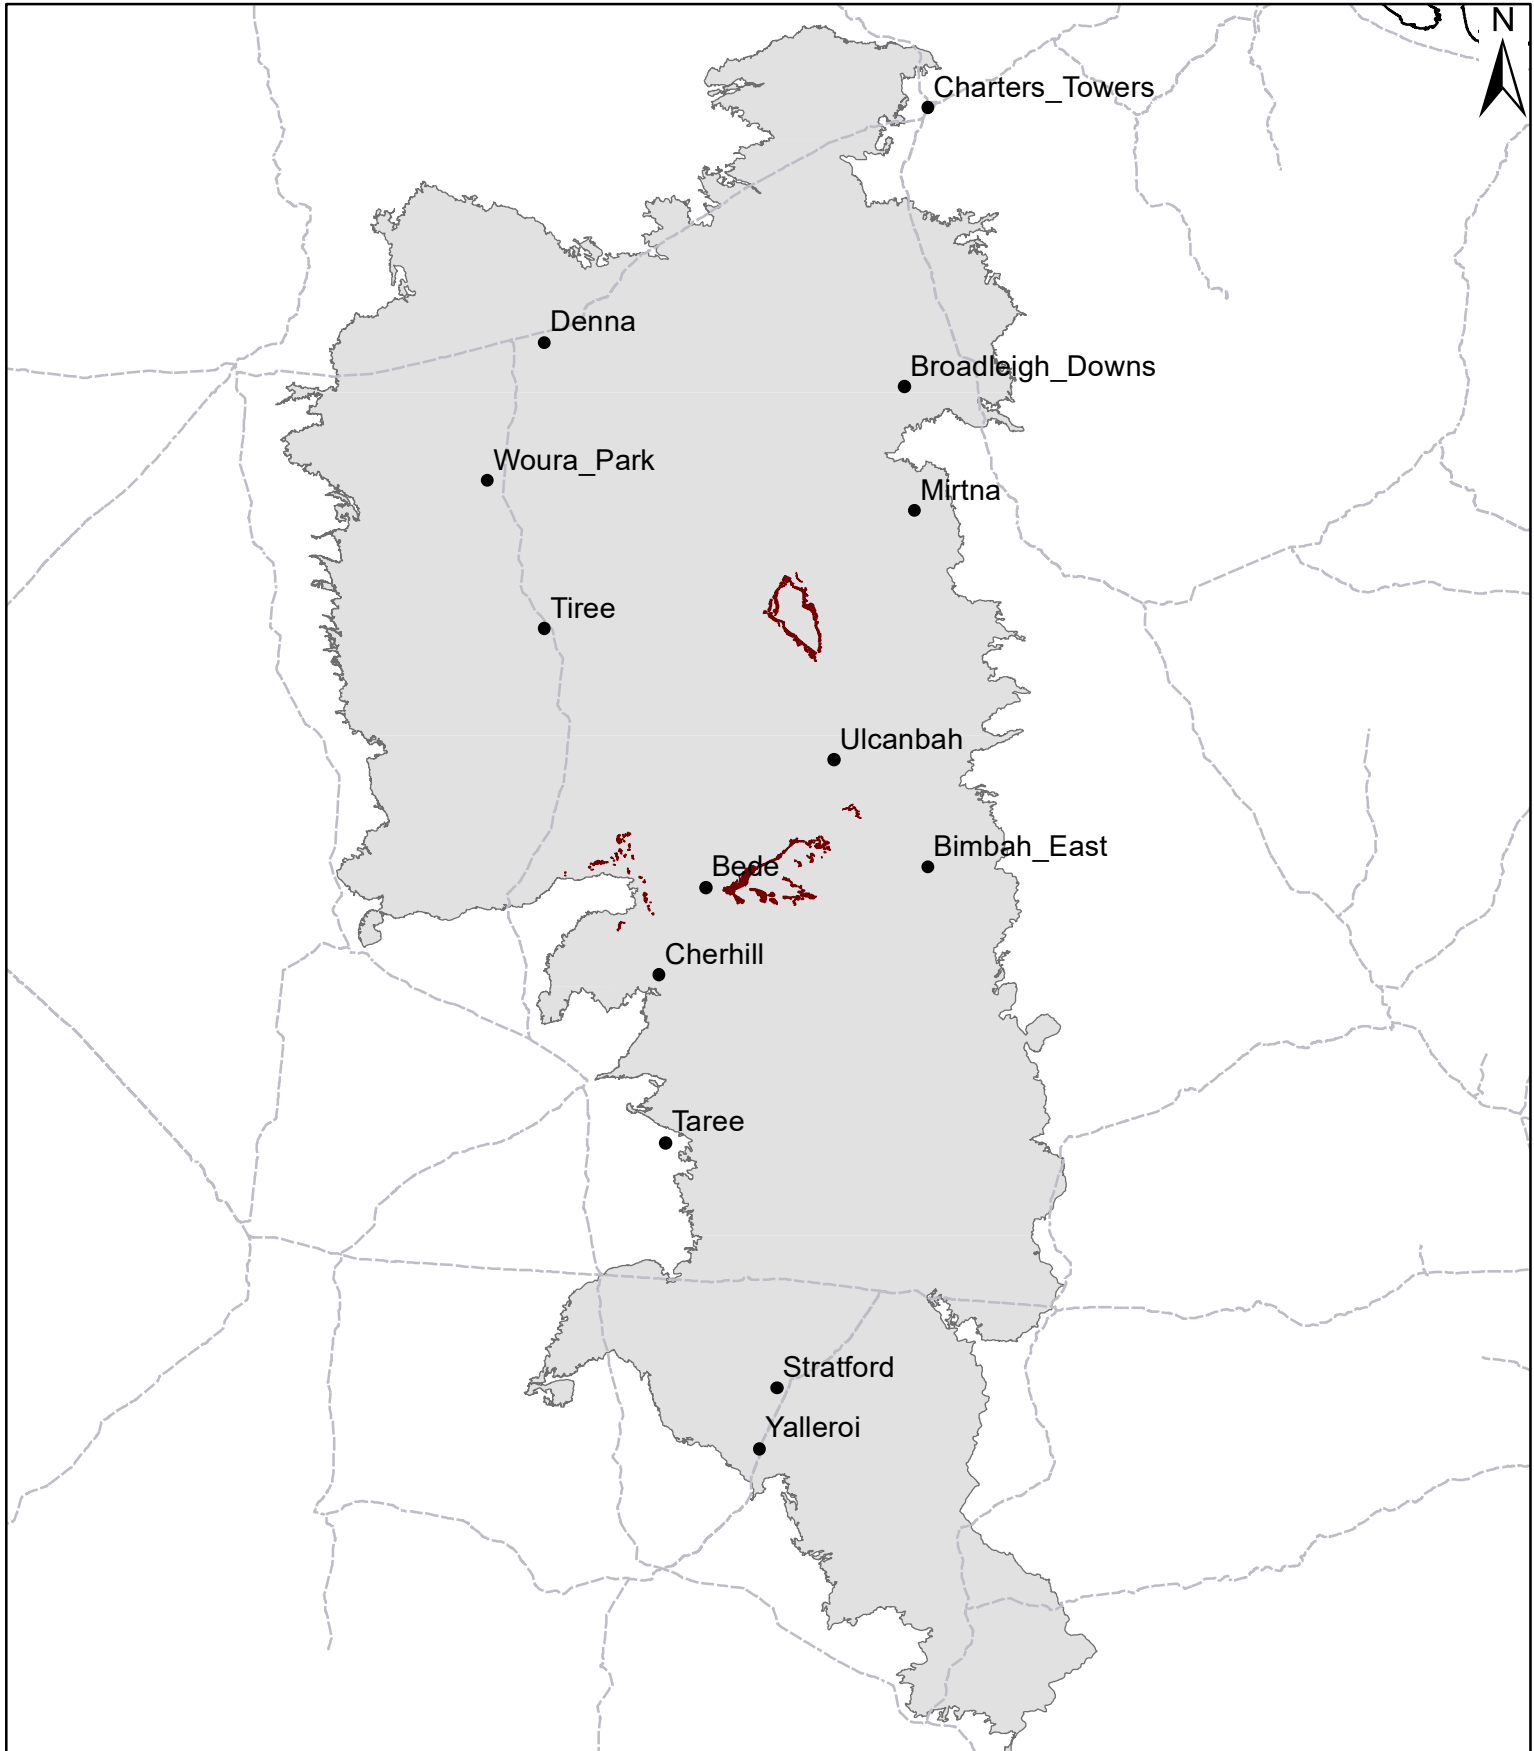 N
Charters_Towers
Denna
Broadleigh_Downs
Woura_Park
Mirtna
Tiree
Ulcanbah
Bimbah_East
Bede
Cherhill
Taree
Stratford
Yalleroi